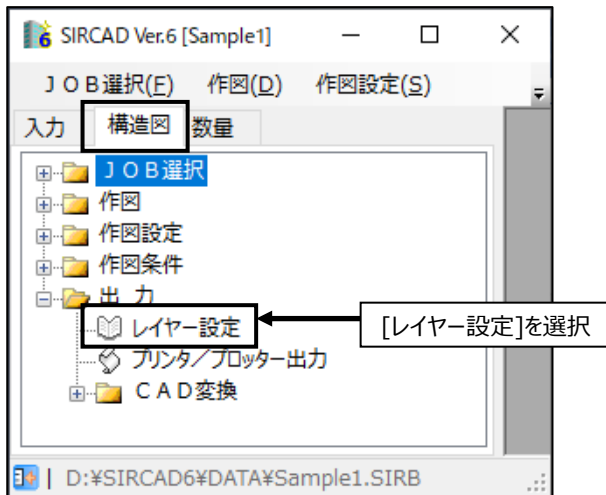 SIRCAD Ver.6 [Sample1]
ＪＯＢ選択(F) 作図(D) 作図設定(S)
入力 構造図 数量
ＪＯＢ選択
作図
作図設定
作図条件
出 力
レイヤー設定
[レイヤー設定]を選択
プリンタ／プロッター出力
ＣＡＤ変換
D:¥SIRCAD6¥DATA¥Sample1.SIRB